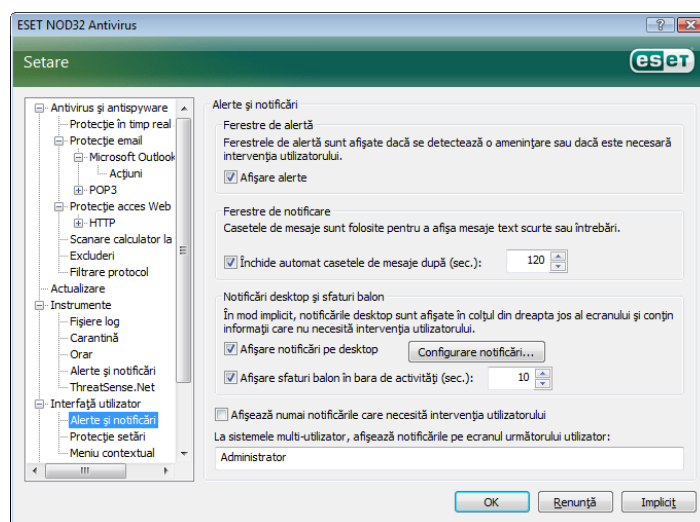 ESET NOD32 Antivirus
Setare
eset
Antivirus şi antispyware
Protecţie în timp real
Protecţie email
Microsoft Outlook
Acţiuni
POP3
Protecţie acces Web
HTTP
Scanare calculator la
Excluderi
Filtrare protocol
Actualizare
Instrumente
Fişiere log
Carantină
Orar
Alerte şi notificări
ThreatSense.Net
Interfaţă utilizator
Alerte şi notificări
Protecţie setări
Meniu contextual
Alerte şi notificări
Ferestre de alertă
Ferestrele de alertă sunt afişate dacă se detectează o ameninţare sau dacă este necesară
intervenţia utilizatorului.
Afişare alerte
Ferestre de notificare
Casetele de mesaje sunt folosite pentru a afişa mesaje text scurte sau întrebări.
Închide automat casetele de mesaje după (sec.): 120
Notificări desktop şi sfaturi balon
În mod implicit, notificările desktop sunt afişate în colţul din dreapta jos al ecranului şi conţin
informaţii care nu necesită intervenţia utilizatorului.
Afişare notificări pe desktop Configurare notificări...
Afişare sfaturi balon în bara de activităţi (sec.): 10
Afişează numai notificările care necesită intervenţia utilizatorului
La sistemele multi-utilizator, afişează notificările pe ecranul următorului utilizator:
Administrator
OK Renunţă Implicit